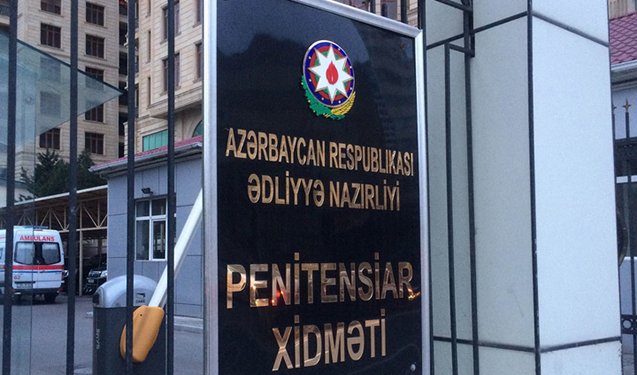 AZƏRBAYCAN RESPUBLİKASI
ƏDLİYYƏ NAZİRLİYİ
PENİTENSİAR
XİDMƏTİ
AMBULANS